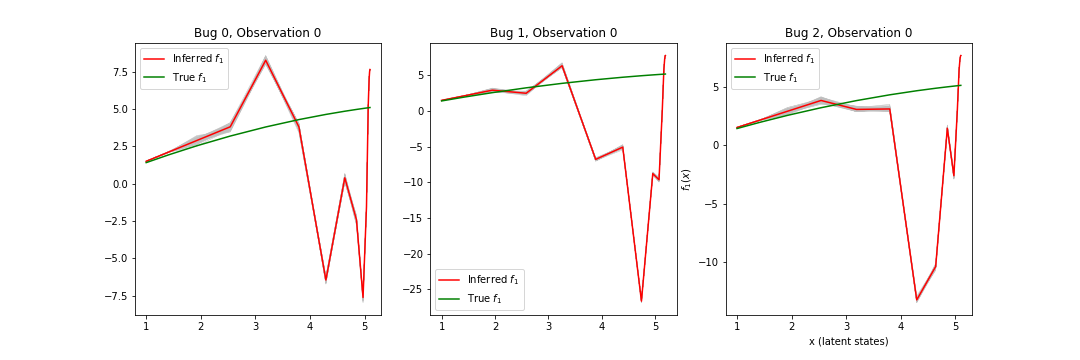 Bug 0, Observation 0
Inferred f₁
True f₁
7.5
5.0
2.5
0.0
−2.5
−5.0
−7.5
1 2 3 4 5
Bug 1, Observation 0
5
0
−5
−10
−15
−20
−25
Inferred f₁
True f₁
1 2 3 4 5
Bug 2, Observation 0
Inferred f₁
True f₁
f₁(x)
5
0
−5
−10
1 2 3 4 5
x (latent states)